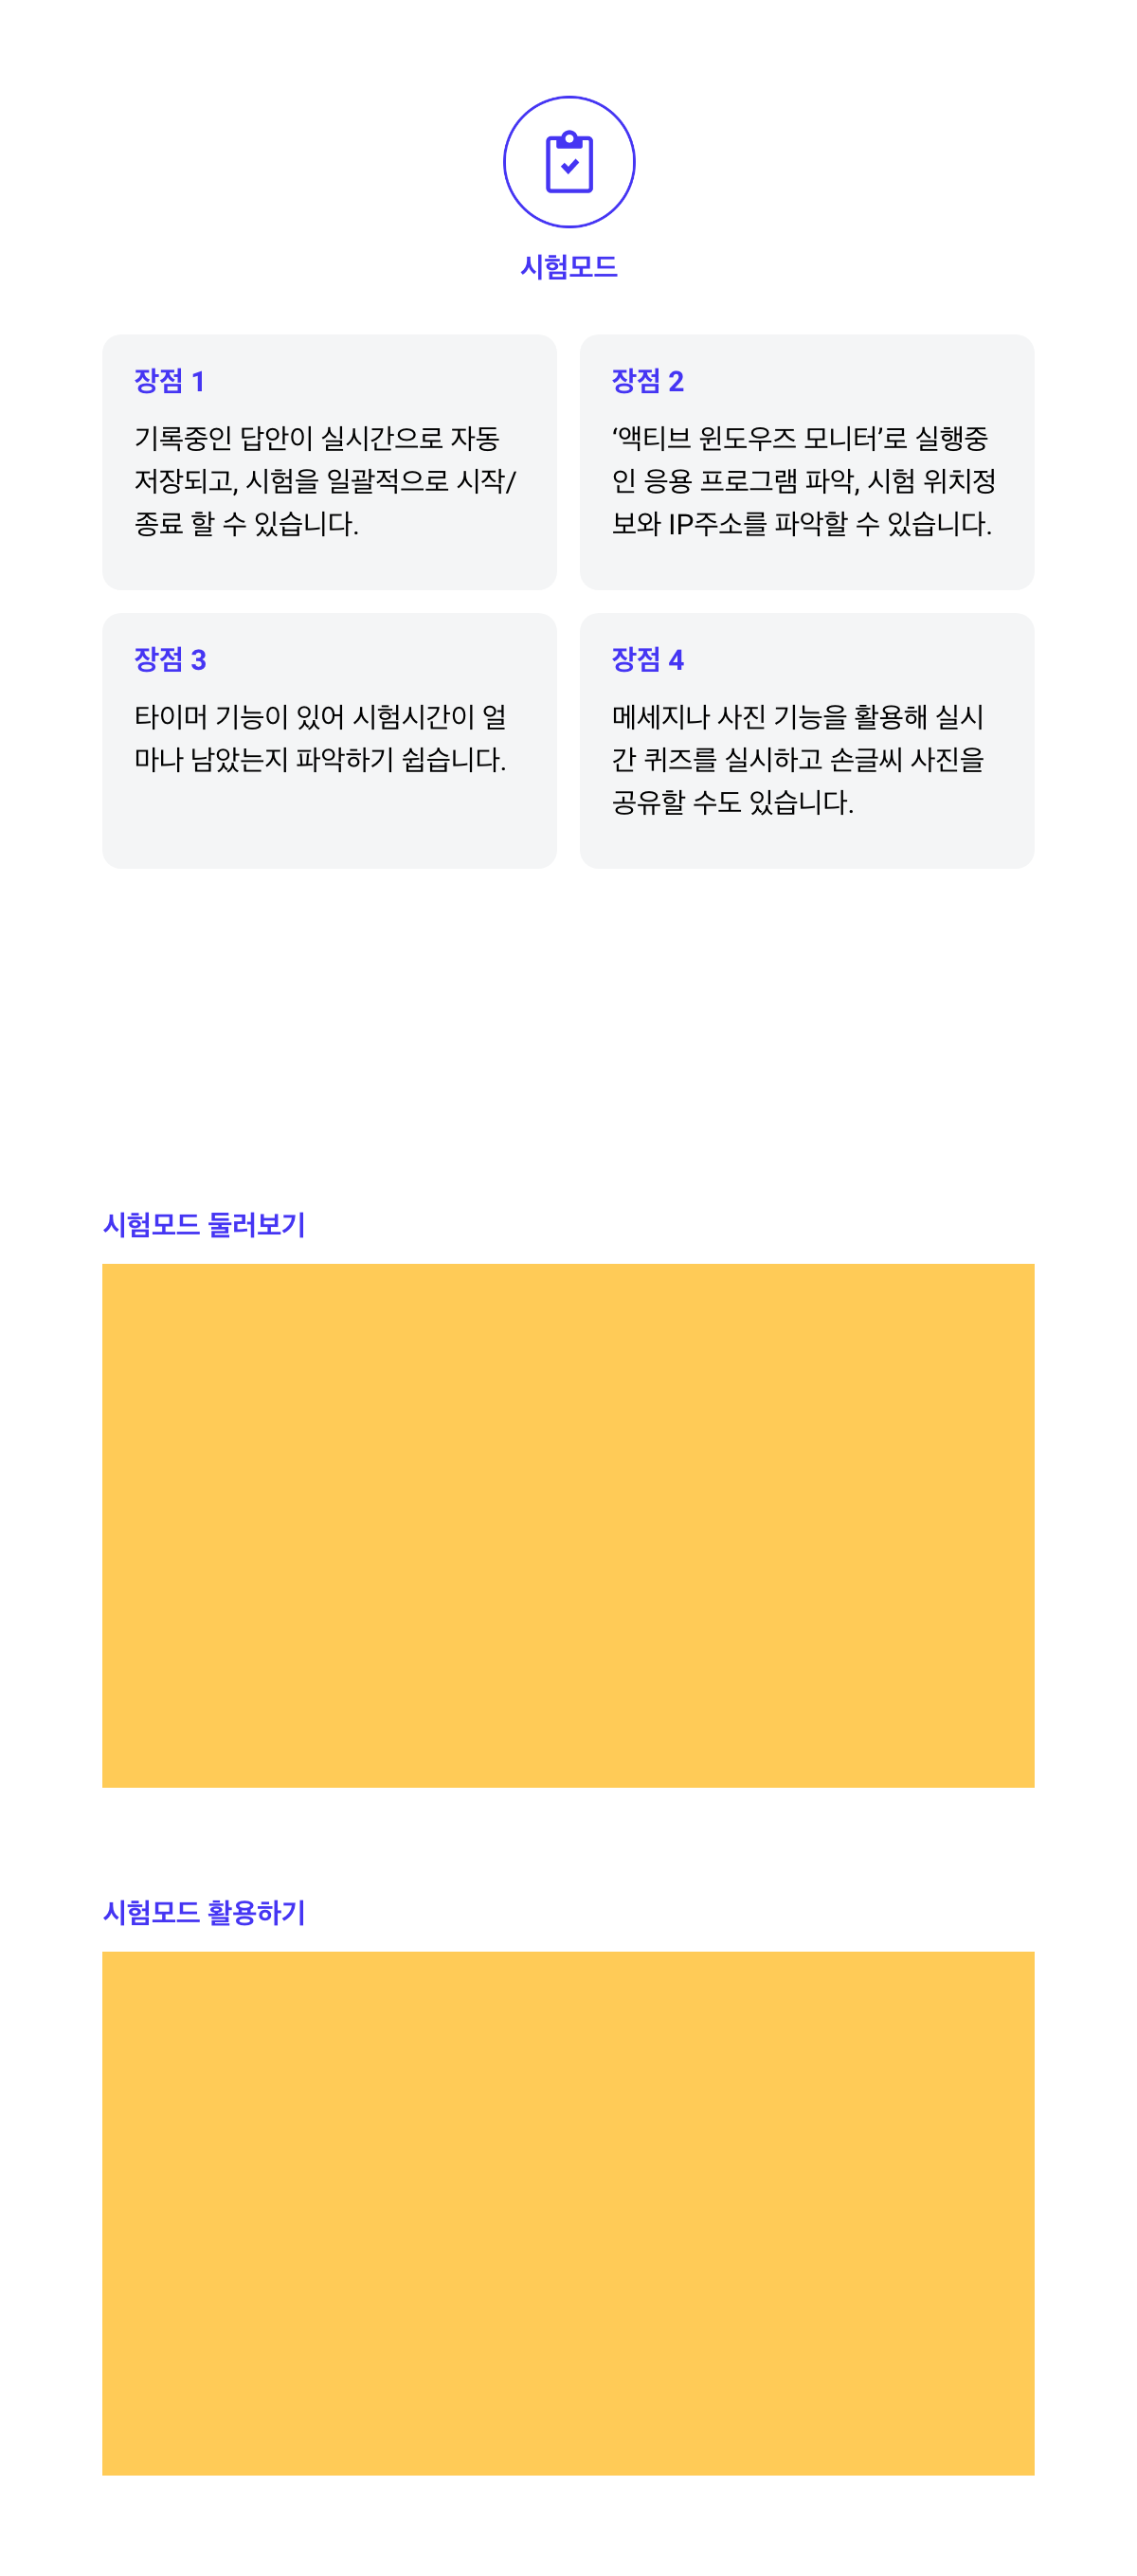 시험모드
장점 1
기록중인 답안이 실시간으로 자동
저장되고, 시험을 일괄적으로 시작/
종료 할 수 있습니다.
장점 2
‘액티브 윈도우즈 모니터’로 실행중
인 응용 프로그램 파악, 시험 위치정
보와 IP주소를 파악할 수 있습니다.
장점 3
타이머 기능이 있어 시험시간이 얼
마나 남았는지 파악하기 쉽습니다.
장점 4
메세지나 사진 기능을 활용해 실시
간 퀴즈를 실시하고 손글씨 사진을
공유할 수도 있습니다.
시험모드 둘러보기
시험모드 활용하기